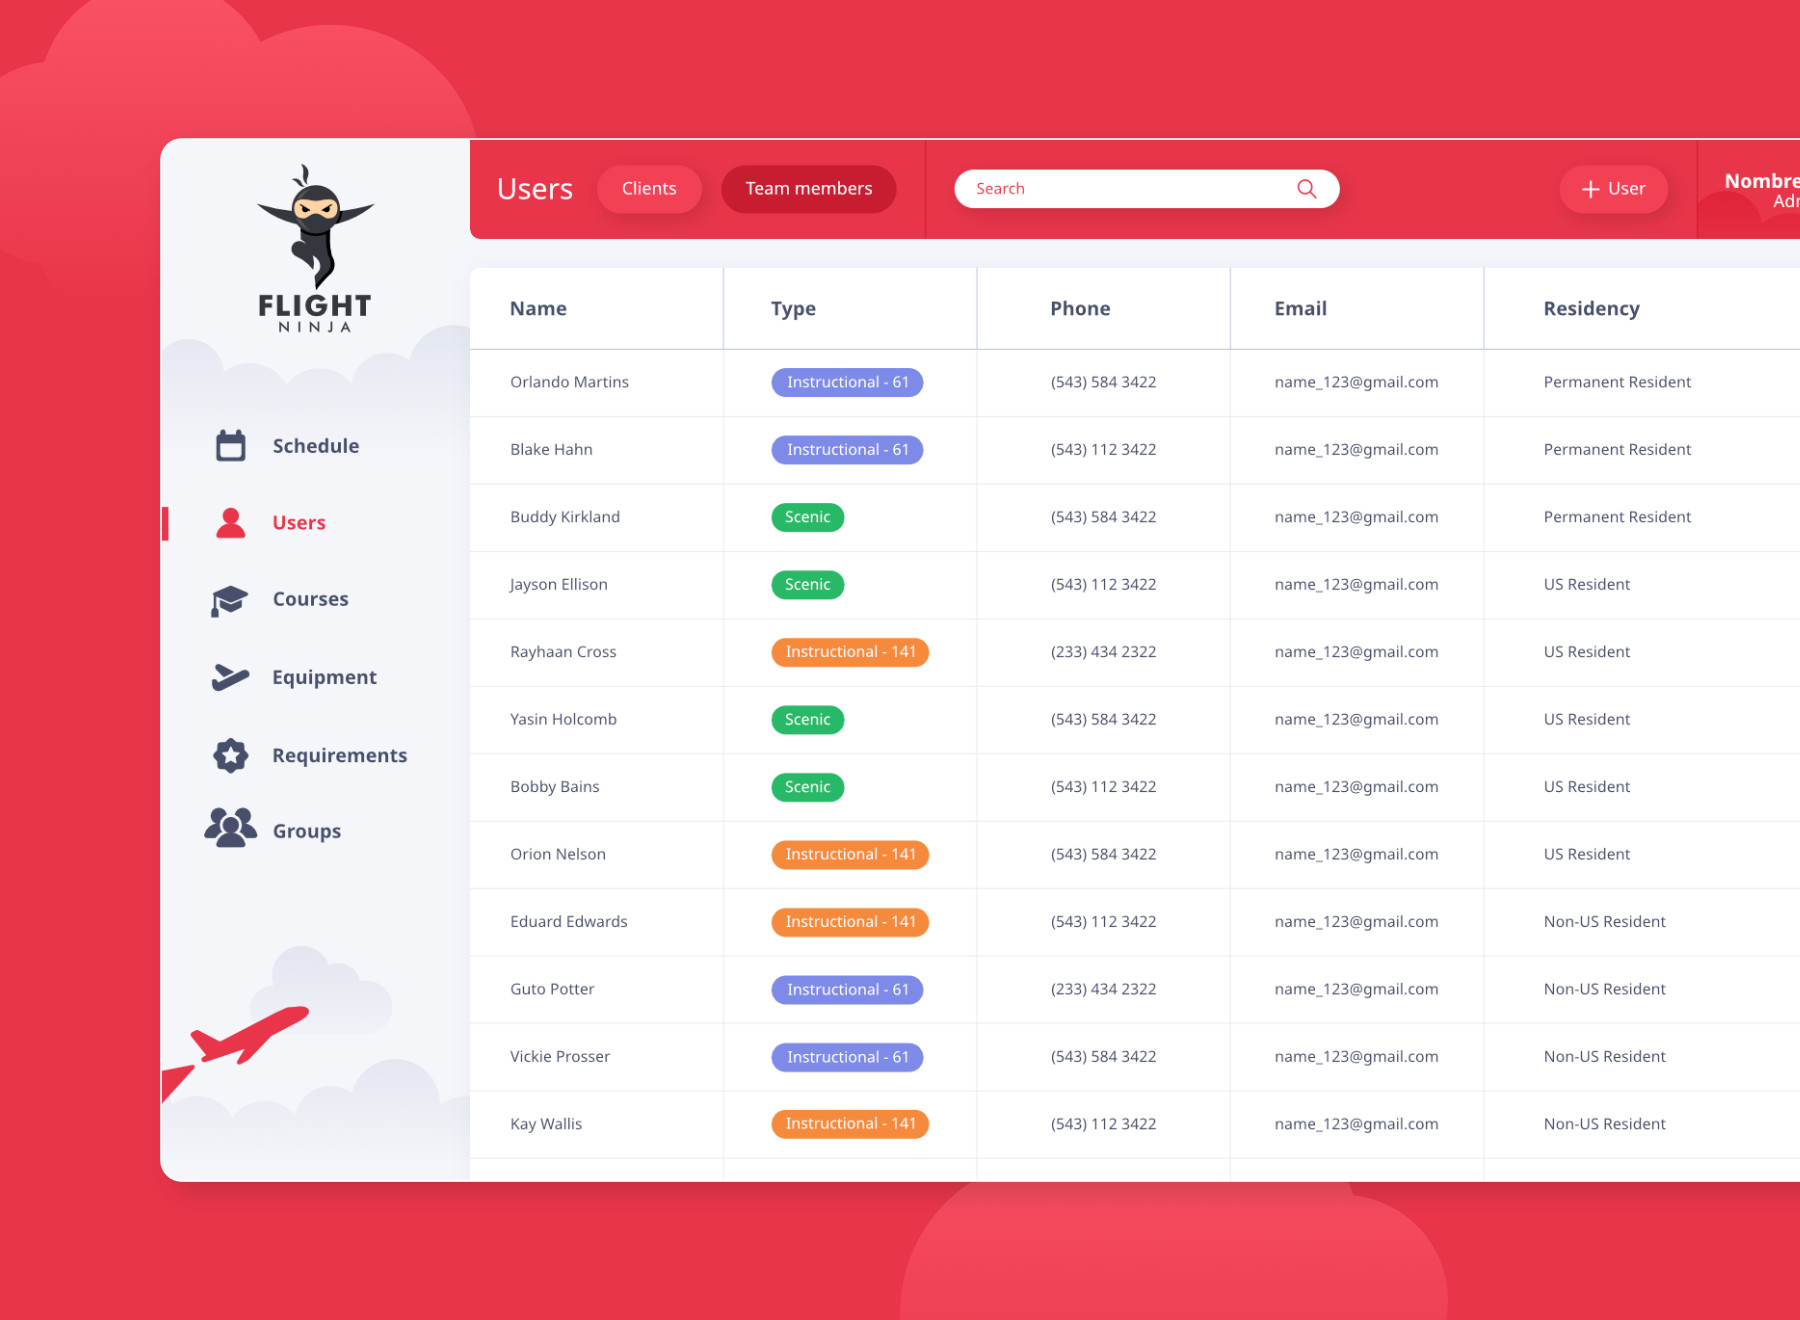 FLIGHT
NINJA
Schedule
Users
Courses
Equipment
Requirements
Groups
Users Clients Team members Search + User Nombre
Adm
Name Type Phone Email Residency
Orlando Martins Instructional - 61 (543) 584 3422 name_123@gmail.com Permanent Resident
Blake Hahn Instructional - 61 (543) 112 3422 name_123@gmail.com Permanent Resident
Buddy Kirkland Scenic (543) 584 3422 name_123@gmail.com Permanent Resident
Jayson Ellison Scenic (543) 112 3422 name_123@gmail.com US Resident
Rayhaan Cross Instructional - 141 (233) 434 2322 name_123@gmail.com US Resident
Yasin Holcomb Scenic (543) 584 3422 name_123@gmail.com US Resident
Bobby Bains Scenic (543) 112 3422 name_123@gmail.com US Resident
Orion Nelson Instructional - 141 (543) 584 3422 name_123@gmail.com US Resident
Eduard Edwards Instructional - 141 (543) 112 3422 name_123@gmail.com Non-US Resident
Guto Potter Instructional - 61 (233) 434 2322 name_123@gmail.com Non-US Resident
Vickie Prosser Instructional - 61 (543) 584 3422 name_123@gmail.com Non-US Resident
Kay Wallis Instructional - 141 (543) 112 3422 name_123@gmail.com Non-US Resident